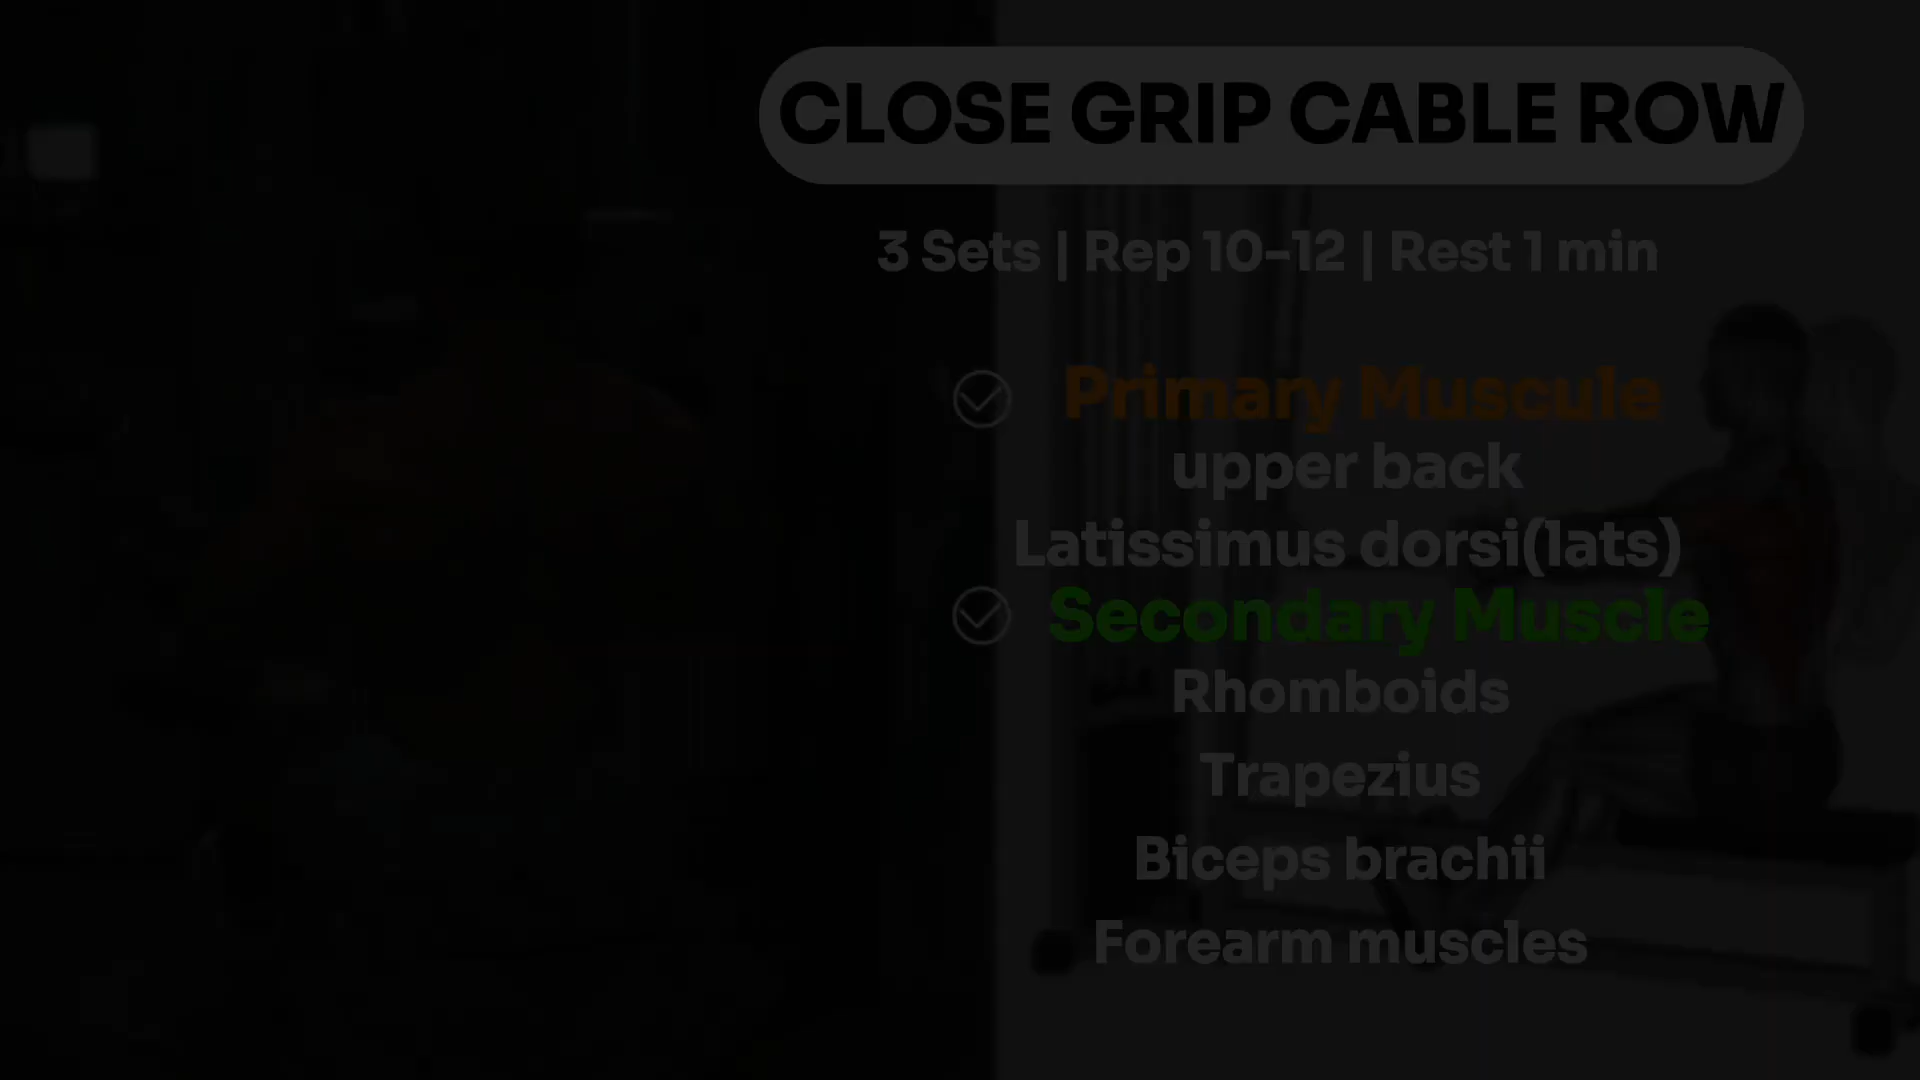 CLOSE GRIP CABLE ROW
3 Sets | Rep 10-12 | Rest 1 min
Primary Muscule
upper back
Latissimus dorsi(lats)
Secondary Muscle
Rhomboids
Trapezius
Biceps brachii
Forearm muscles